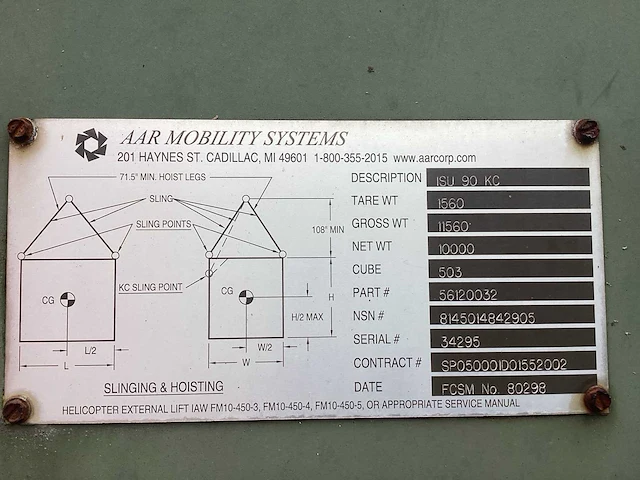 AAR MOBILITY SYSTEMS
201 HAYNES ST. CADILLAC, MI 49601 1-800-355-2015 www.aarcorp.com
71.5" MIN. HOIST LEGS
SLING
SLING POINTS
108" MIN
KC SLING POINT
CG
CG
H
H/2 MAX
L/2
W/2
L
W
SLINGING & HOISTING
DESCRIPTION ISU 90 KC
TARE WT 1560
GROSS WT 11560
NET WT 10000
CUBE 503
PART # 56120032
NSN # 8145014842905
SERIAL # 34295
CONTRACT # SP050001D01552002
DATE FCSM No. 80298
HELICOPTER EXTERNAL LIFT IAW FM10-450-3, FM10-450-4, FM10-450-5, OR APPROPRIATE SERVICE MANUAL